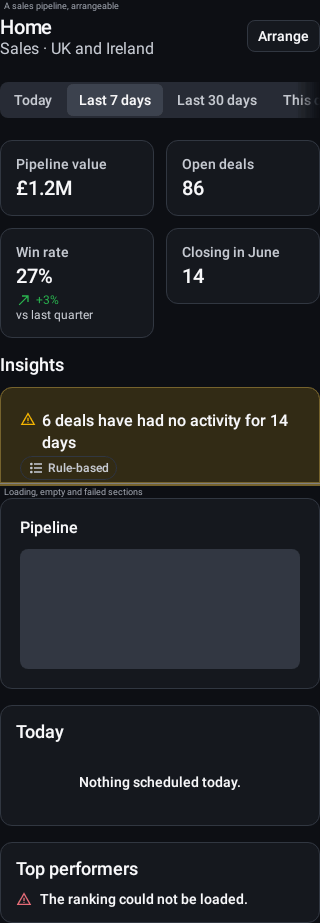 A sales pipeline, arrangeable
Home
Sales · UK and Ireland
Arrange
Today
Last 7 days
Last 30 days
This
Pipeline value
£1.2M
Open deals
86
Win rate
27%
+3%
vs last quarter
Closing in June
14
Insights
6 deals have had no activity for 14
days
Rule-based
Loading, empty and failed sections
Pipeline
Today
Nothing scheduled today.
Top performers
The ranking could not be loaded.